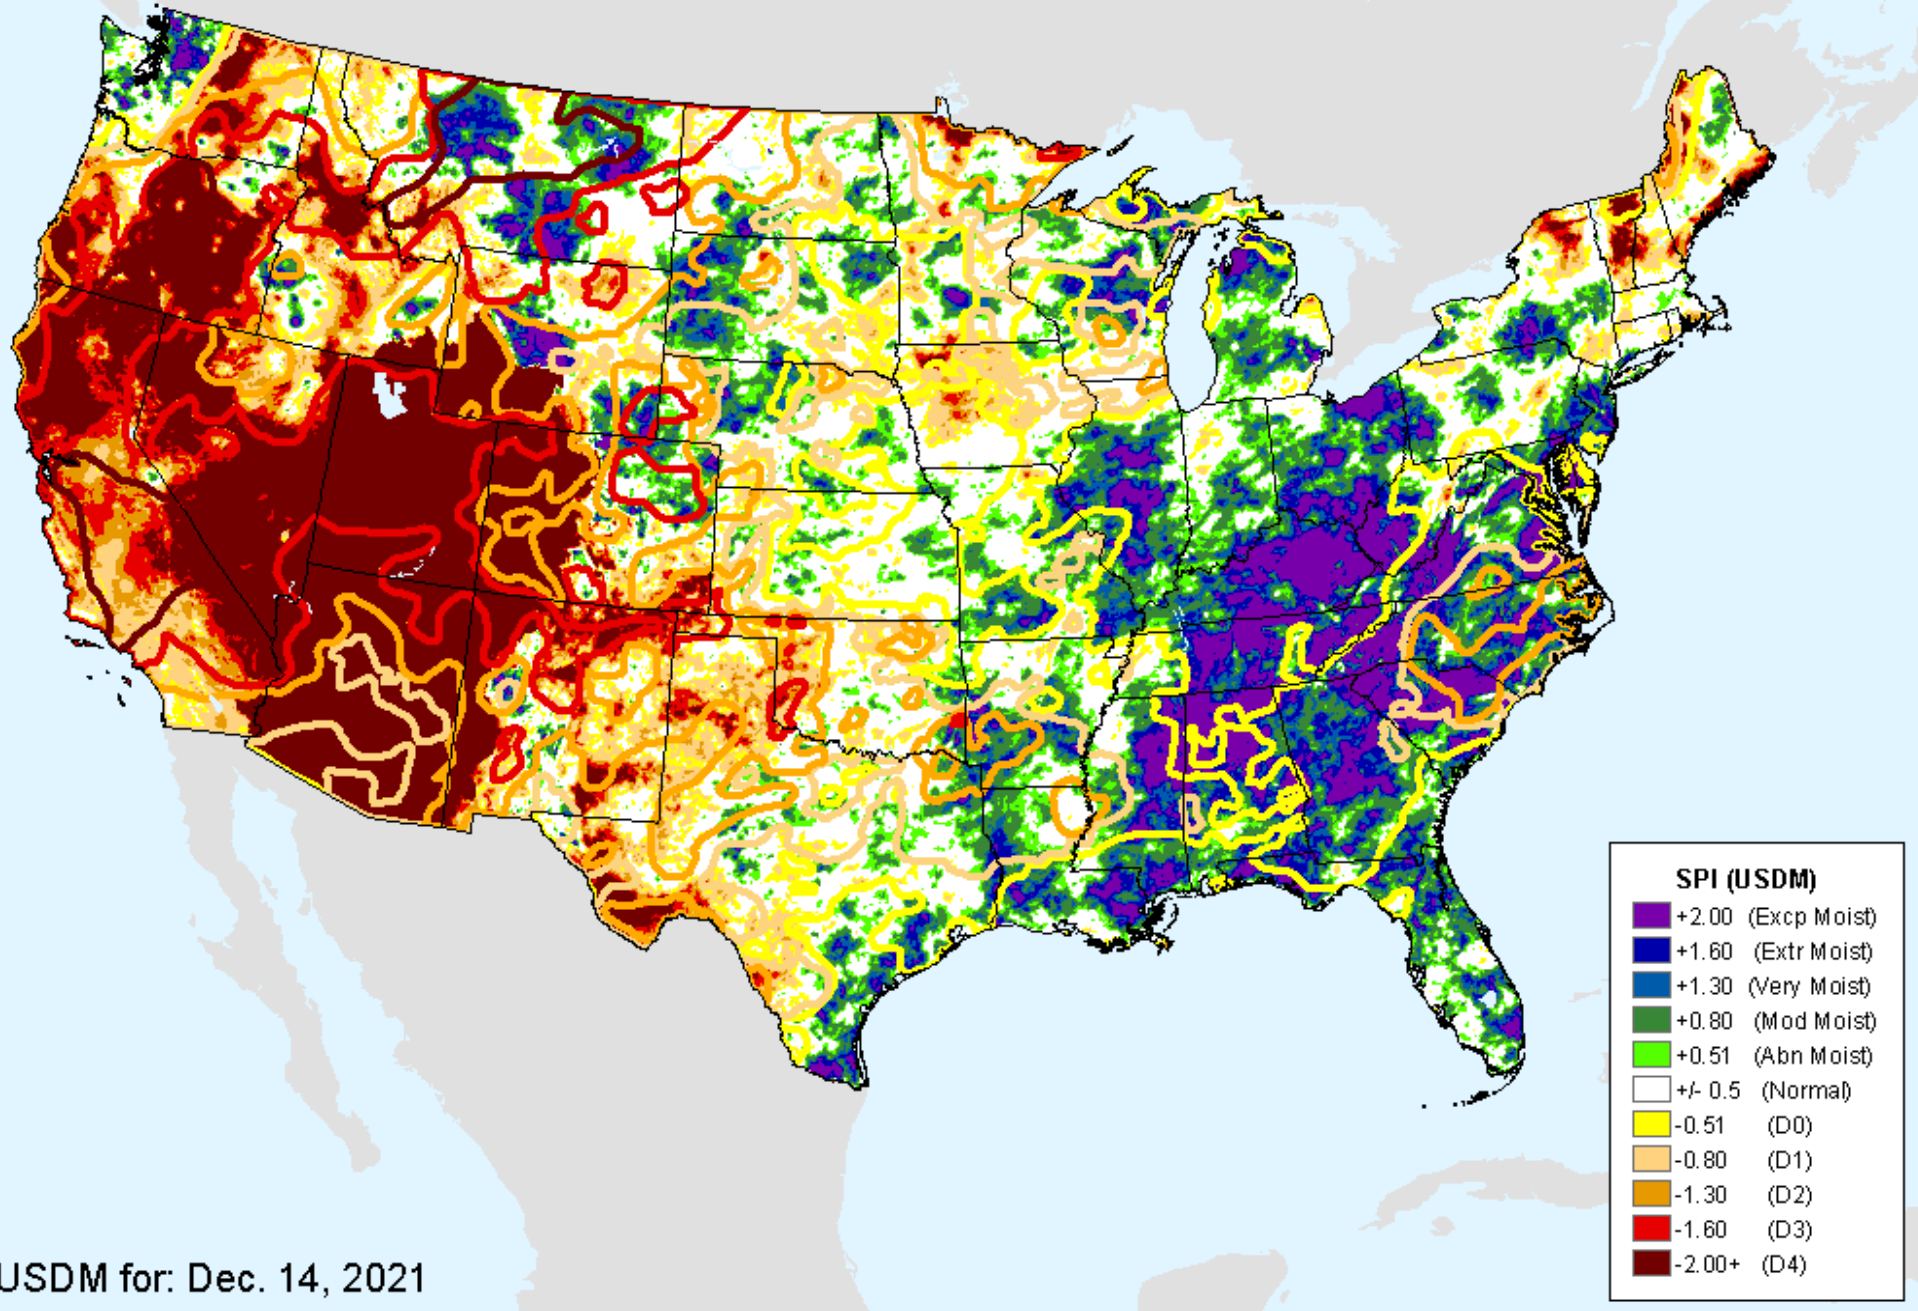 SPI (USDM)
+2.00 (Excp Moist)
+1.60 (Extr Moist)
+1.30 (Very Moist)
+0.80 (Mod Moist)
+0.51 (Abn Moist)
+/- 0.5 (Normal)
-0.51 (D0)
-0.80 (D1)
-1.30 (D2)
-1.60 (D3)
-2.00+ (D4)
USDM for: Dec. 14, 2021